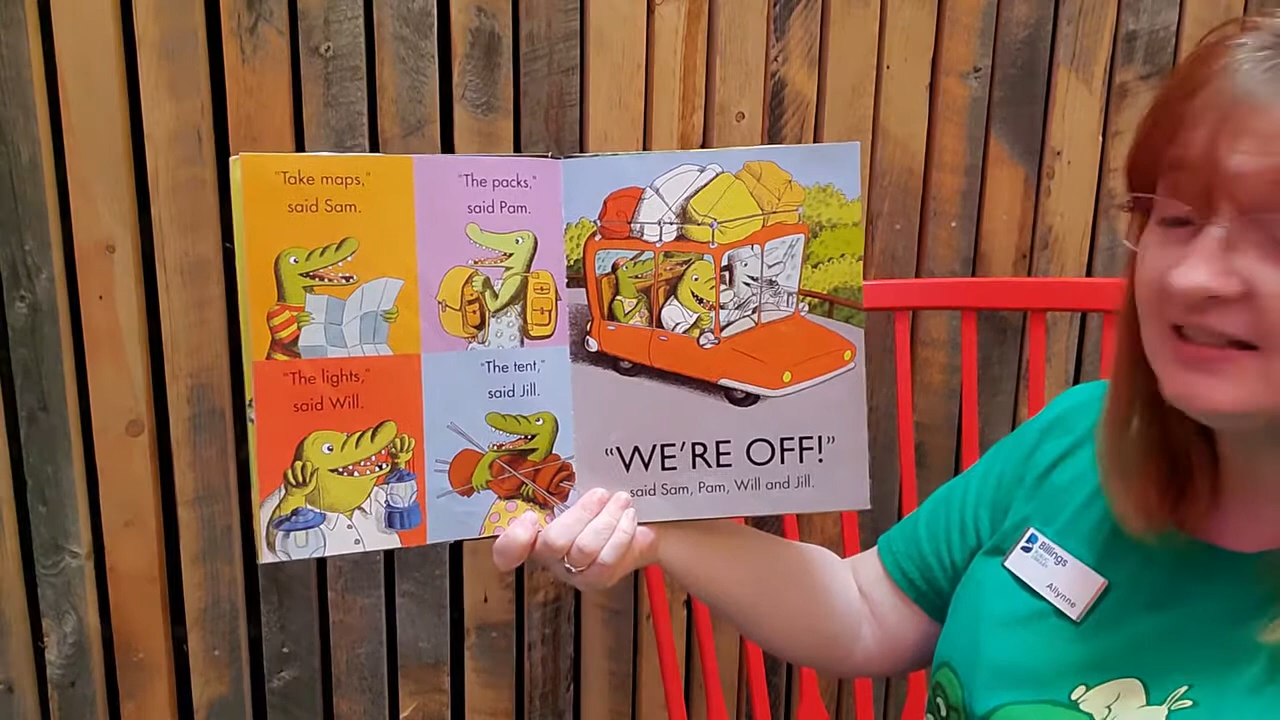 "Take maps,"
said Sam.
"The packs,"
said Pam.
"The lights,"
said Will.
"The tent,"
said Jill.
"WE'RE OFF!"
said Sam, Pam, Will and Jill.
Billings
Allynne